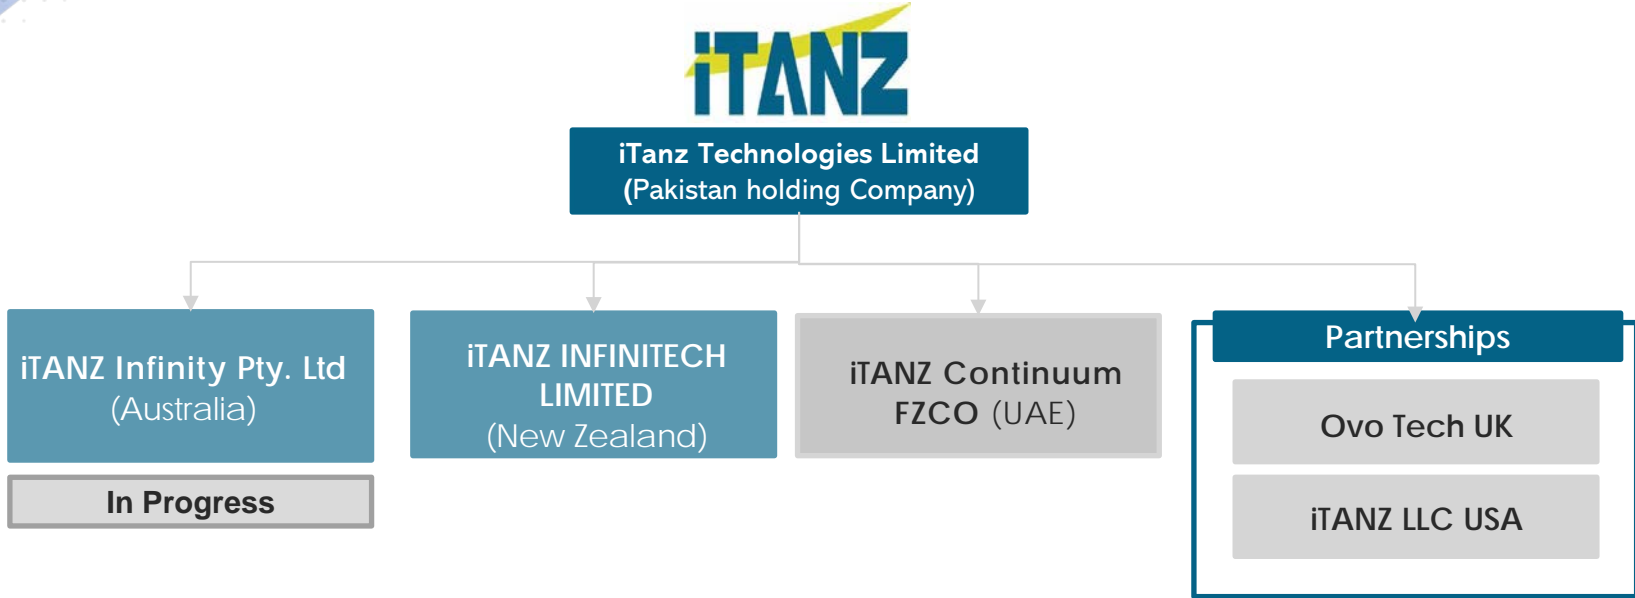 iTANZ
iTanz Technologies Limited
(Pakistan holding Company)
iTANZ Infinity Pty. Ltd
(Australia)
In Progress
iTANZ INFINITECH
LIMITED
(New Zealand)
iTANZ Continuum
FZCO (UAE)
Partnerships
Ovo Tech UK
iTANZ LLC USA